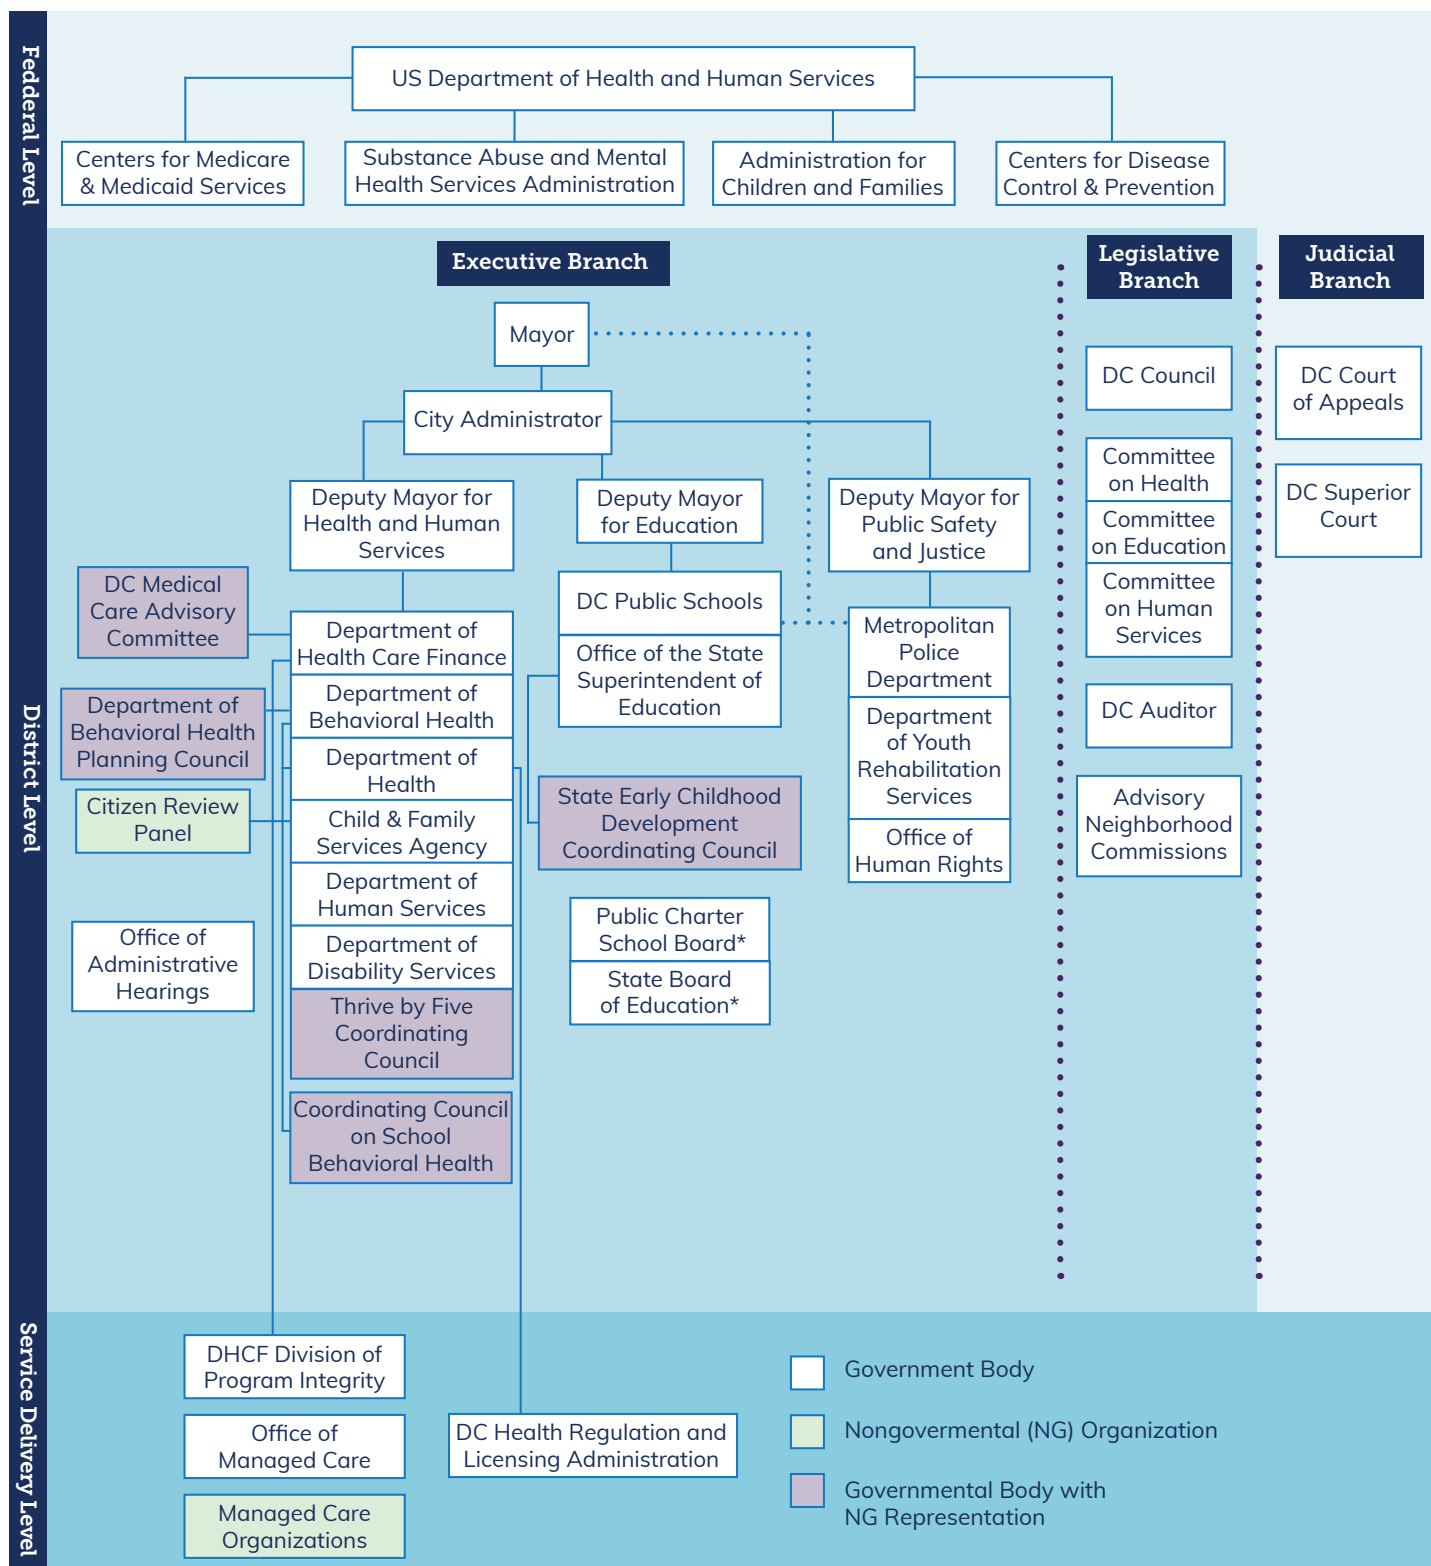 Fedderal Level
US Department of Health and Human Services
Centers for Medicare
& Medicaid Services
Substance Abuse and Mental
Health Services Administration
Administration for
Children and Families
Centers for Disease
Control & Prevention
District Level
Executive Branch
Mayor
City Administrator
Deputy Mayor for
Health and Human
Services
Deputy Mayor
for Education
Deputy Mayor for
Public Safety
and Justice
DC Medical
Care Advisory
Committee
Department of
Behavioral Health
Planning Council
Citizen Review
Panel
Office of
Administrative
Hearings
Department of
Health Care Finance
Department of
Behavioral Health
Department of
Health
Child & Family
Services Agency
Department of
Human Services
Department of
Disability Services
Thrive by Five
Coordinating
Council
Coordinating Council
on School
Behavioral Health
DC Public Schools
Office of the State
Superintendent of
Education
State Early Childhood
Development
Coordinating Council
Public Charter
School Board*
State Board
of Education*
Metropolitan
Police
Department
Department
of Youth
Rehabilitation
Services
Office of
Human Rights
Legislative
Branch
DC Council
Committee
on Health
Committee
on Education
Committee
on Human
Services
DC Auditor
Advisory
Neighborhood
Commissions
Judicial
Branch
DC Court
of Appeals
DC Superior
Court
Service Delivery Level
DHCF Division of
Program Integrity
Office of
Managed Care
Managed Care
Organizations
DC Health Regulation and
Licensing Administration
Government Body
Nongovermental (NG) Organization
Governmental Body with
NG Representation